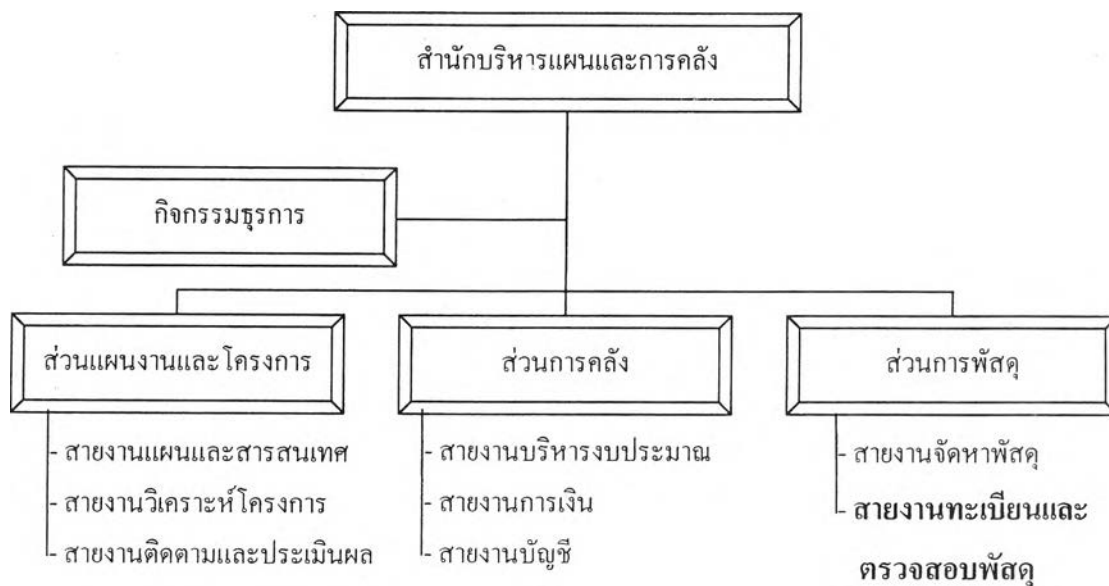 สำนักบริหารแผนและการคลัง
กิจกรรมธุรการ
ส่วนแผนงานและโครงการ
- สายงานแผนและสารสนเทศ
- สายงานวิเคราะห์โครงการ
- สายงานติดตามและประเมินผล
ส่วนการคลัง
- สายงานบริหารงบประมาณ
- สายงานการเงิน
- สายงานบัญชี
ส่วนการพัสดุ
- สายงานจัดหาพัสดุ
- สายงานทะเบียนและ
ตรวจสอบพัสดุ